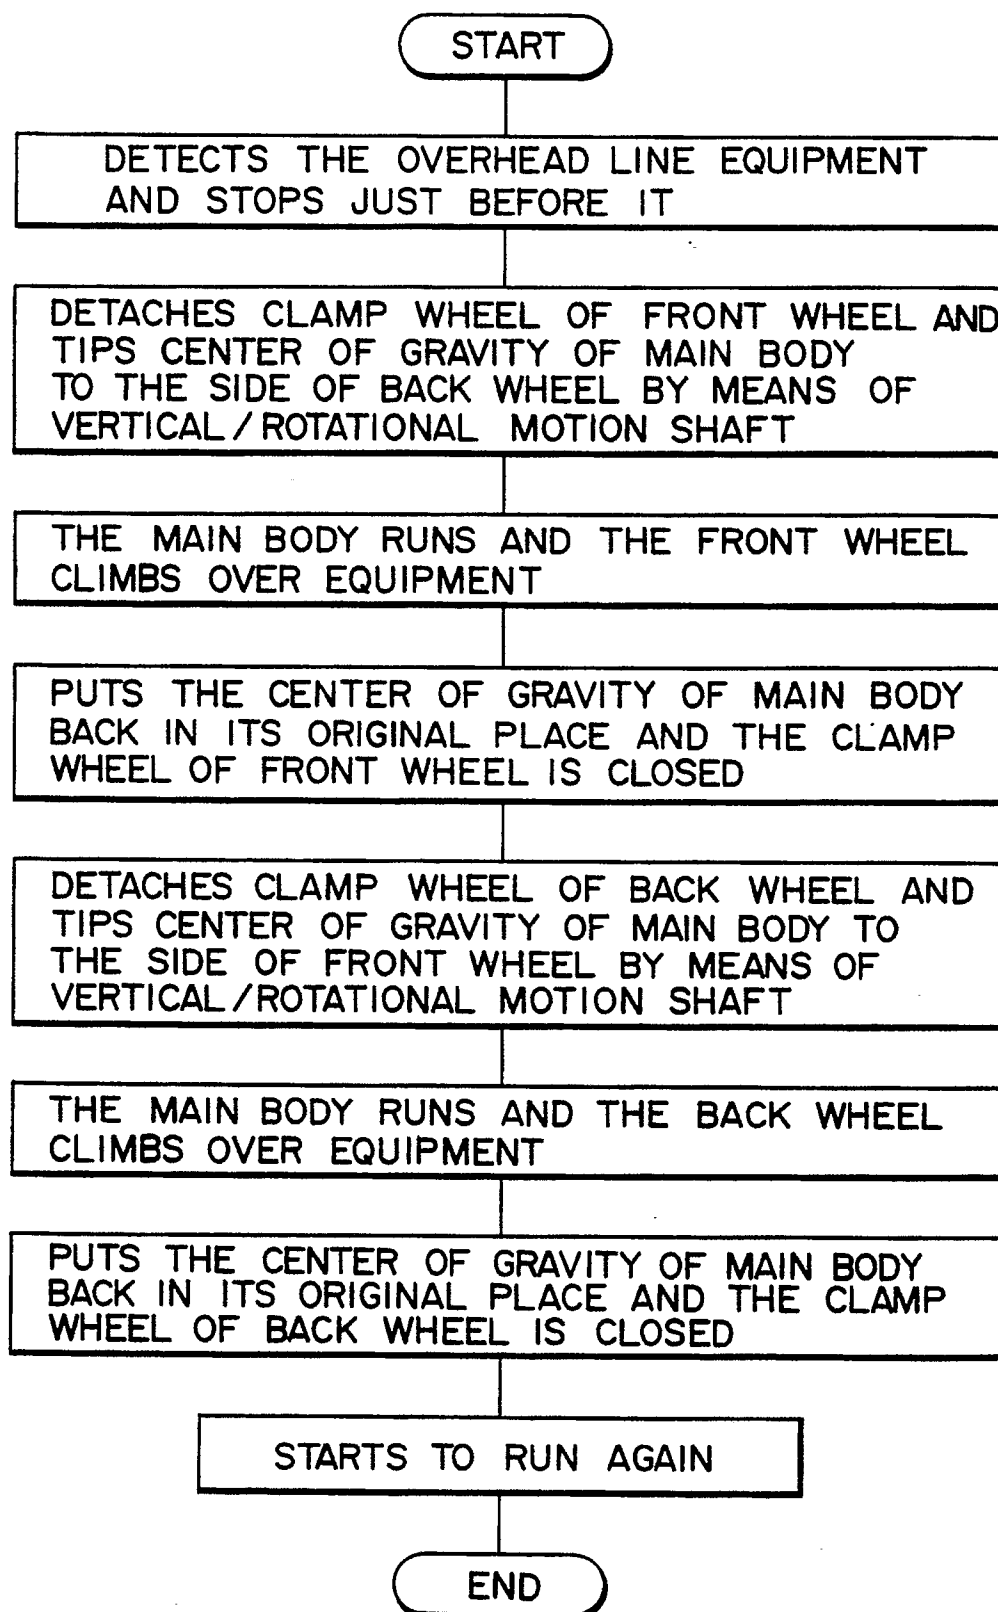 START
DETECTS THE OVERHEAD LINE EQUIPMENT
AND STOPS JUST BEFORE IT
DETACHES CLAMP WHEEL OF FRONT WHEEL AND
TIPS CENTER OF GRAVITY OF MAIN BODY
TO THE SIDE OF BACK WHEEL BY MEANS OF
VERTICAL/ROTATIONAL MOTION SHAFT
THE MAIN BODY RUNS AND THE FRONT WHEEL
CLIMBS OVER EQUIPMENT
PUTS THE CENTER OF GRAVITY OF MAIN BODY
BACK IN ITS ORIGINAL PLACE AND THE CLAMP
WHEEL OF FRONT WHEEL IS CLOSED
DETACHES CLAMP WHEEL OF BACK WHEEL AND
TIPS CENTER OF GRAVITY OF MAIN BODY TO
THE SIDE OF FRONT WHEEL BY MEANS OF
VERTICAL/ROTATIONAL MOTION SHAFT
THE MAIN BODY RUNS AND THE BACK WHEEL
CLIMBS OVER EQUIPMENT
PUTS THE CENTER OF GRAVITY OF MAIN BODY
BACK IN ITS ORIGINAL PLACE AND THE CLAMP
WHEEL OF BACK WHEEL IS CLOSED
STARTS TO RUN AGAIN
END